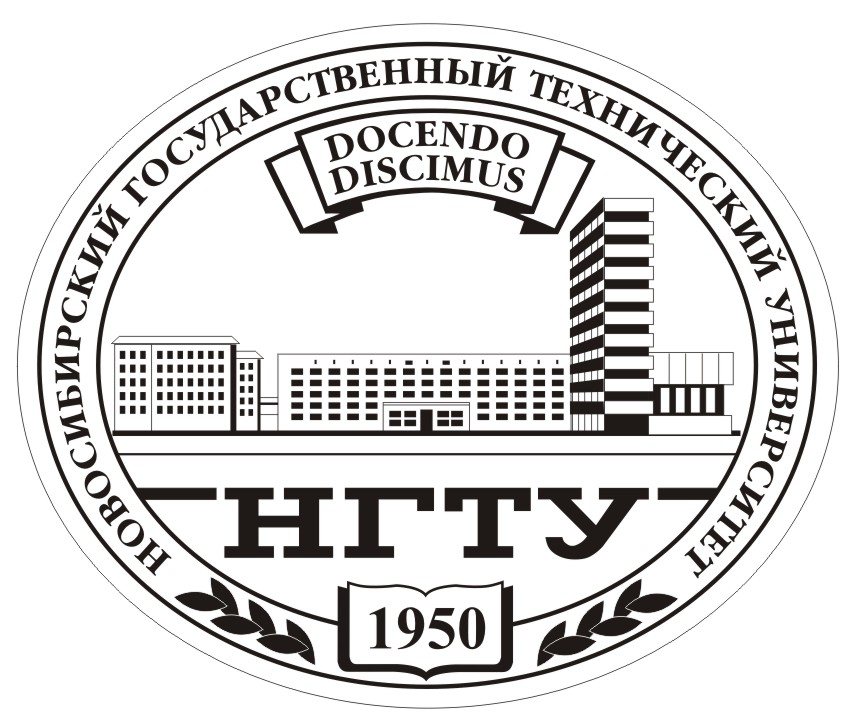 НОВОСИБИРСКИЙ ГОСУДАРСТВЕННЫЙ ТЕХНИЧЕСКИЙ УНИВЕРСИТЕТ
DOCENDO
DISCIMUS
НГТУ
1950